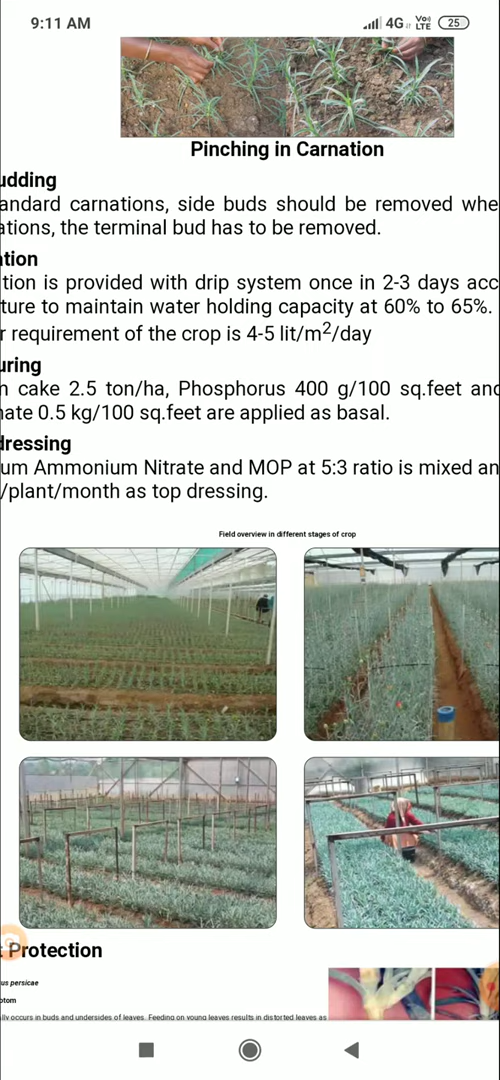 9:11 AM 4G Vo) LTE 25
Pinching in Carnation
udding
andard carnations, side buds should be removed whe
ations, the terminal bud has to be removed.
ation
tion is provided with drip system once in 2-3 days acc
ture to maintain water holding capacity at 60% to 65%.
r requirement of the crop is 4-5 lit/m²/day
uring
n cake 2.5 ton/ha, Phosphorus 400 g/100 sq.feet and
nate 0.5 kg/100 sq.feet are applied as basal.
dressing
um Ammonium Nitrate and MOP at 5:3 ratio is mixed an
/plant/month as top dressing.
Field overview in different stages of crop
t Protection
us persicae
ptom
lly occurs in buds and undersides of leaves. Feeding on young leaves results in distorted leaves as